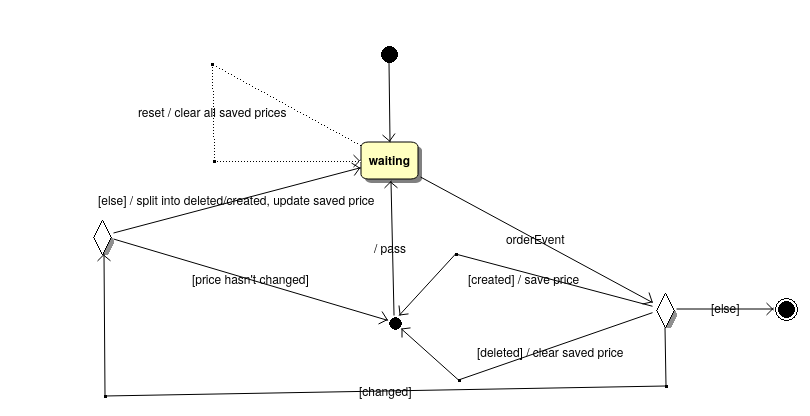 reset / clear all saved prices
waiting
[else] / split into deleted/created, update saved price
orderEvent
/ pass
[price hasn't changed]
[created] / save price
[else]
[deleted] / clear saved price
[changed]